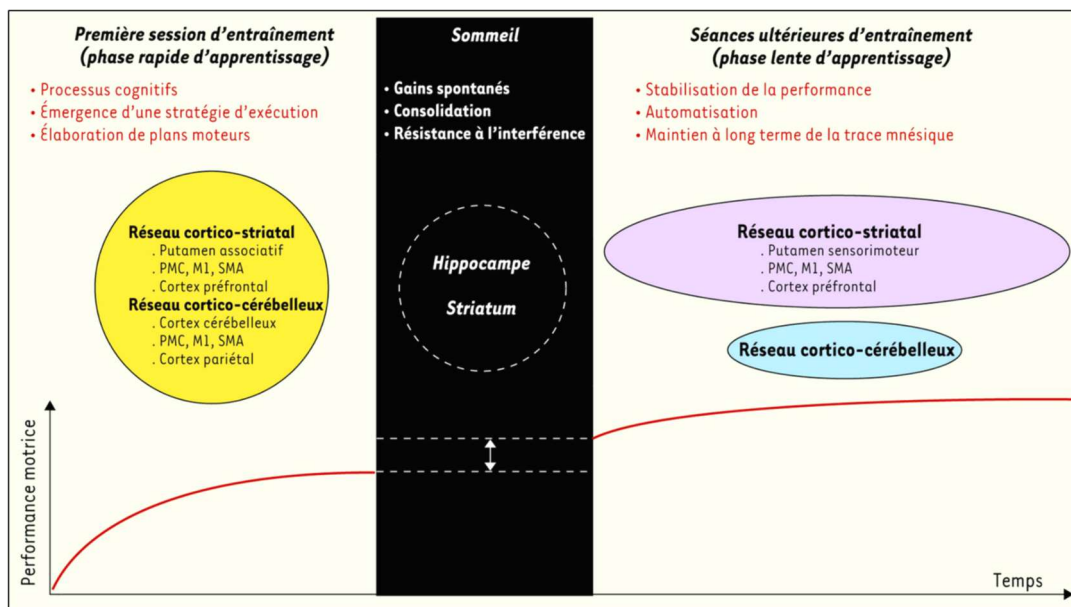 Première session d’entraînement
(phase rapide d’apprentissage)
• Processus cognitifs
• Émergence d’une stratégie d’exécution
• Élaboration de plans moteurs
Réseau cortico-striatal
. Putamen associatif
. PMC, M1, SMA
. Cortex préfrontal
Réseau cortico-cérébelleux
. Cortex cérébelleux
. PMC, M1, SMA
. Cortex pariétal
Sommeil
• Gains spontanés
• Consolidation
• Résistance à l’interférence
Hippocampe
Striatum
Séances ultérieures d’entraînement
(phase lente d’apprentissage)
• Stabilisation de la performance
• Automatisation
• Maintien à long terme de la trace mnésique
Réseau cortico-striatal
. Putamen sensorimoteur
. PMC, M1, SMA
. Cortex préfrontal
Réseau cortico-cérébelleux
Performance motrice
Temps